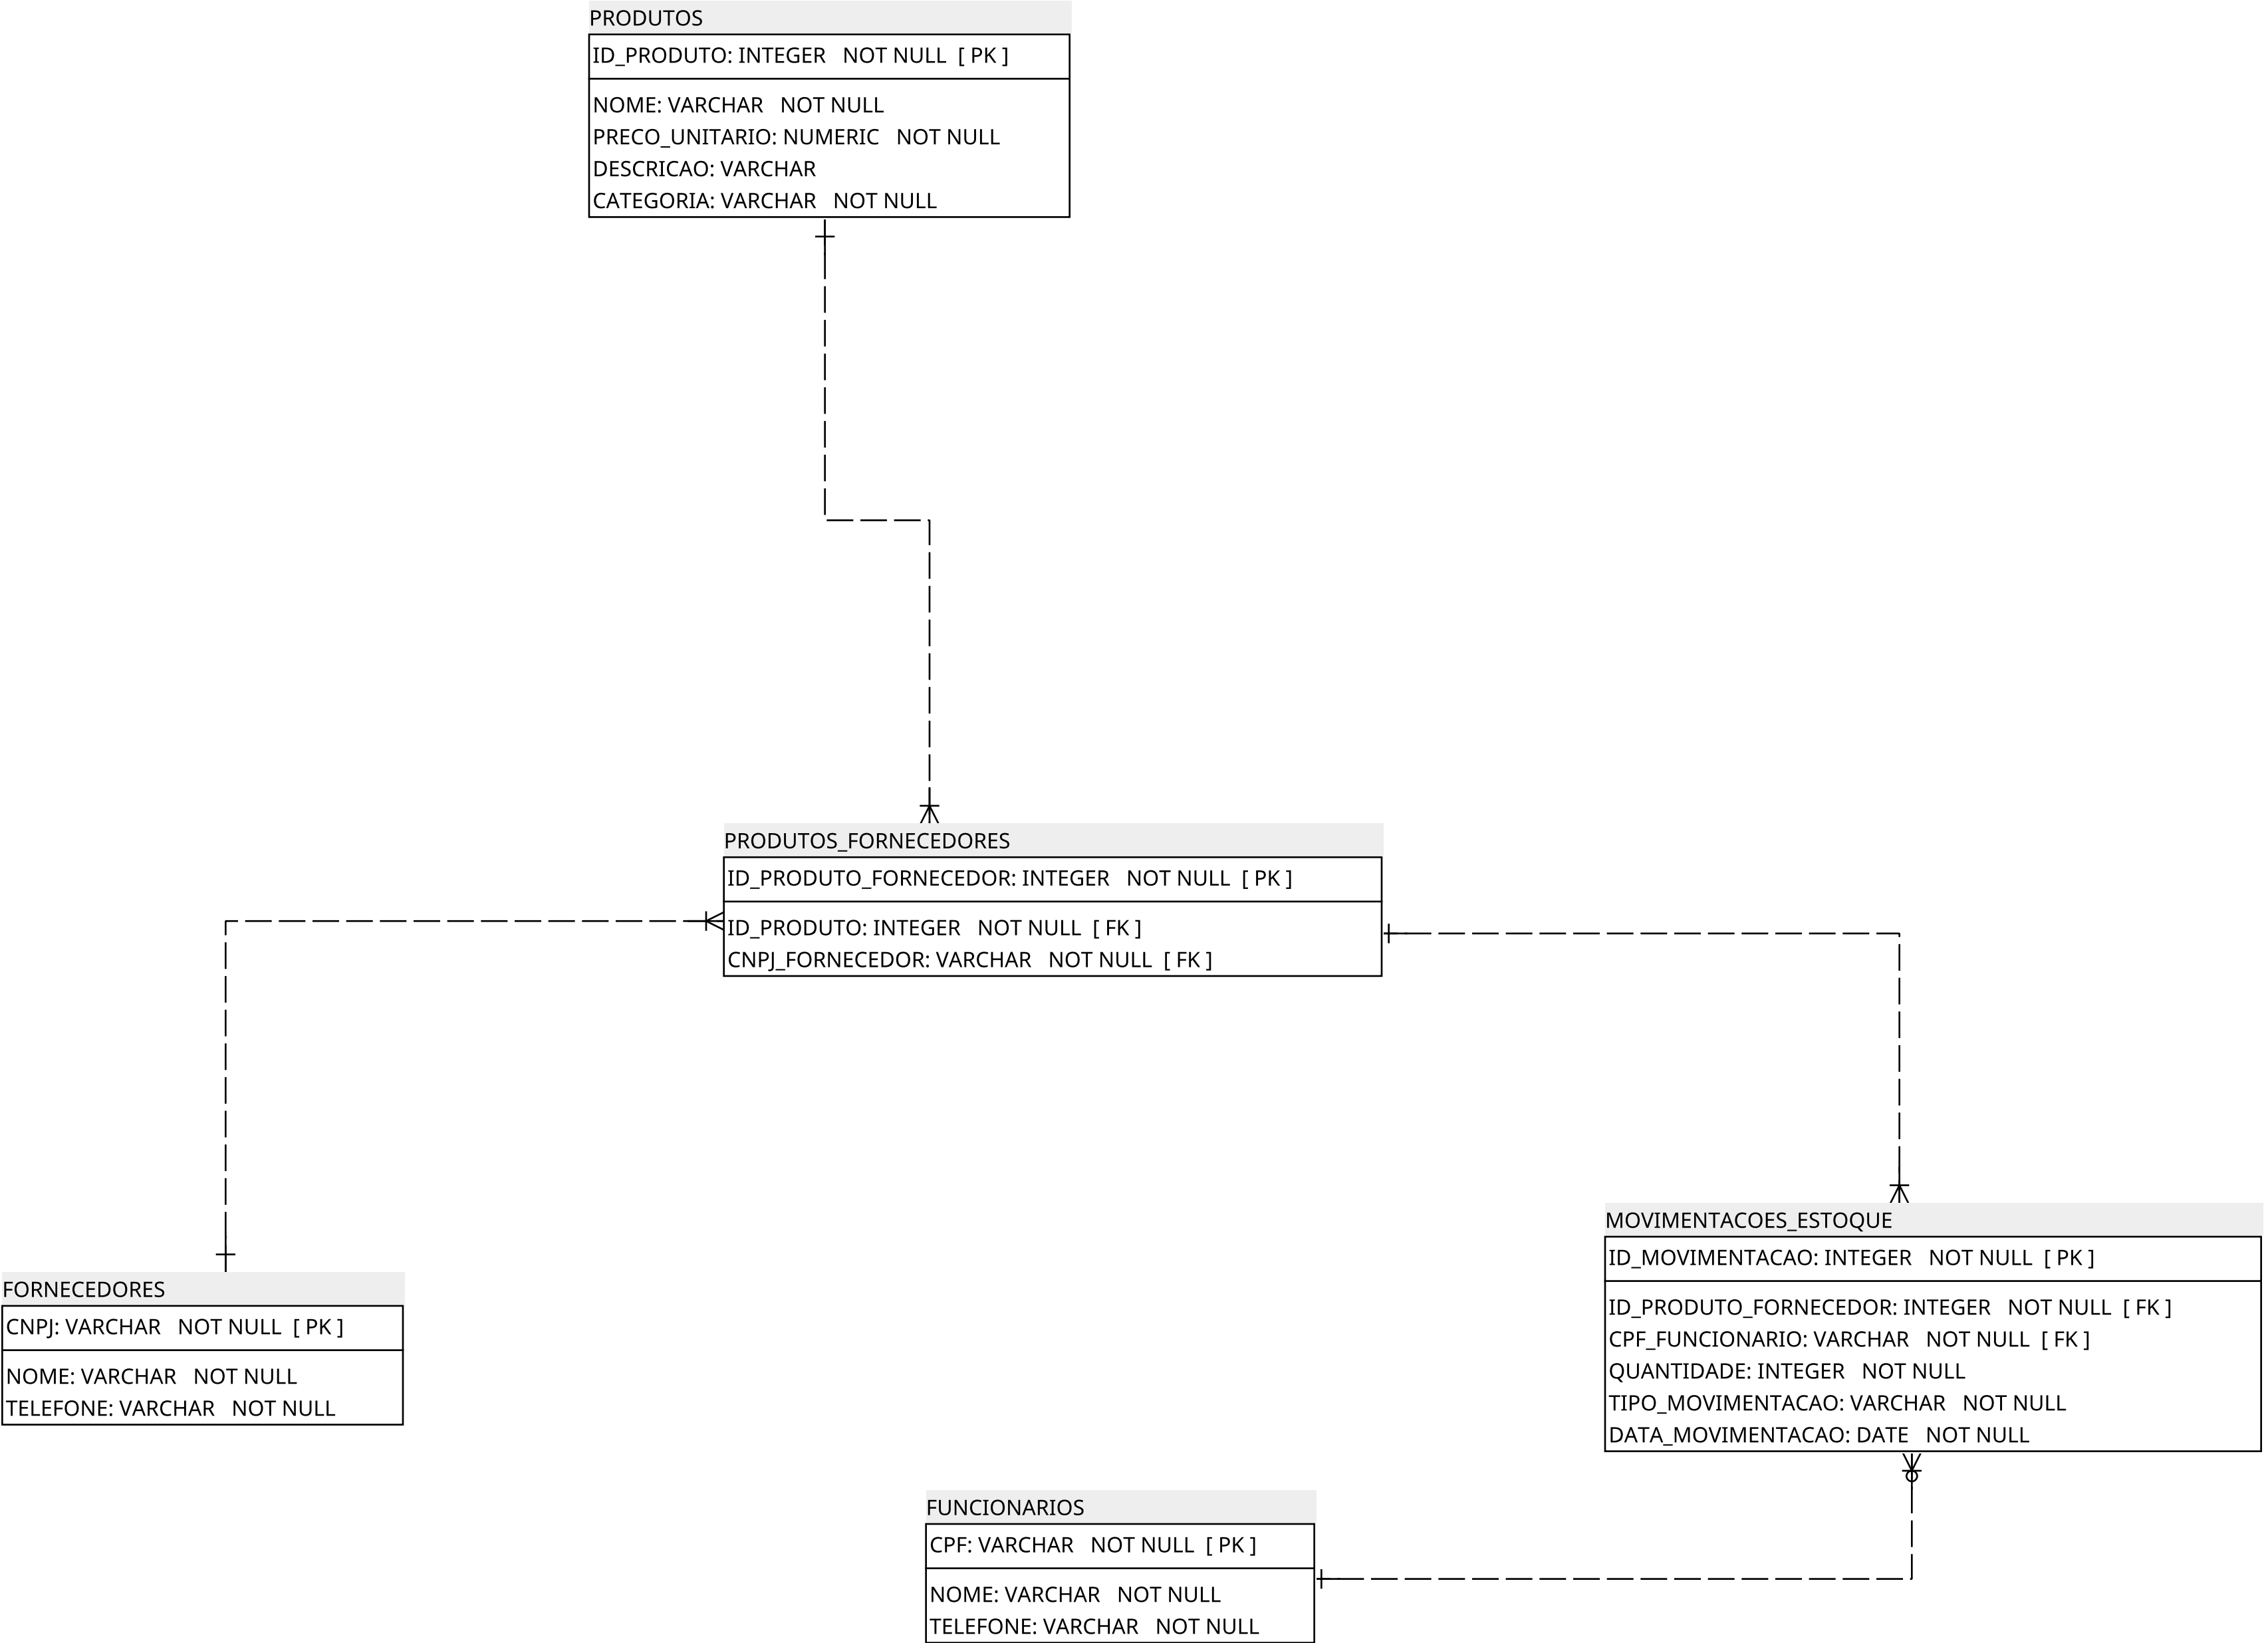 PRODUTOS
ID_PRODUTO: INTEGER   NOT NULL  [ PK ]
NOME: VARCHAR   NOT NULL
PRECO_UNITARIO: NUMERIC   NOT NULL
DESCRICAO: VARCHAR
CATEGORIA: VARCHAR   NOT NULL
PRODUTOS_FORNECEDORES
ID_PRODUTO_FORNECEDOR: INTEGER   NOT NULL  [ PK ]
ID_PRODUTO: INTEGER   NOT NULL  [ FK ]
CNPJ_FORNECEDOR: VARCHAR   NOT NULL  [ FK ]
FORNECEDORES
CNPJ: VARCHAR   NOT NULL  [ PK ]
NOME: VARCHAR   NOT NULL
TELEFONE: VARCHAR   NOT NULL
MOVIMENTACOES_ESTOQUE
ID_MOVIMENTACAO: INTEGER   NOT NULL  [ PK ]
ID_PRODUTO_FORNECEDOR: INTEGER   NOT NULL  [ FK ]
CPF_FUNCIONARIO: VARCHAR   NOT NULL  [ FK ]
QUANTIDADE: INTEGER   NOT NULL
TIPO_MOVIMENTACAO: VARCHAR   NOT NULL
DATA_MOVIMENTACAO: DATE   NOT NULL
FUNCIONARIOS
CPF: VARCHAR   NOT NULL  [ PK ]
NOME: VARCHAR   NOT NULL
TELEFONE: VARCHAR   NOT NULL